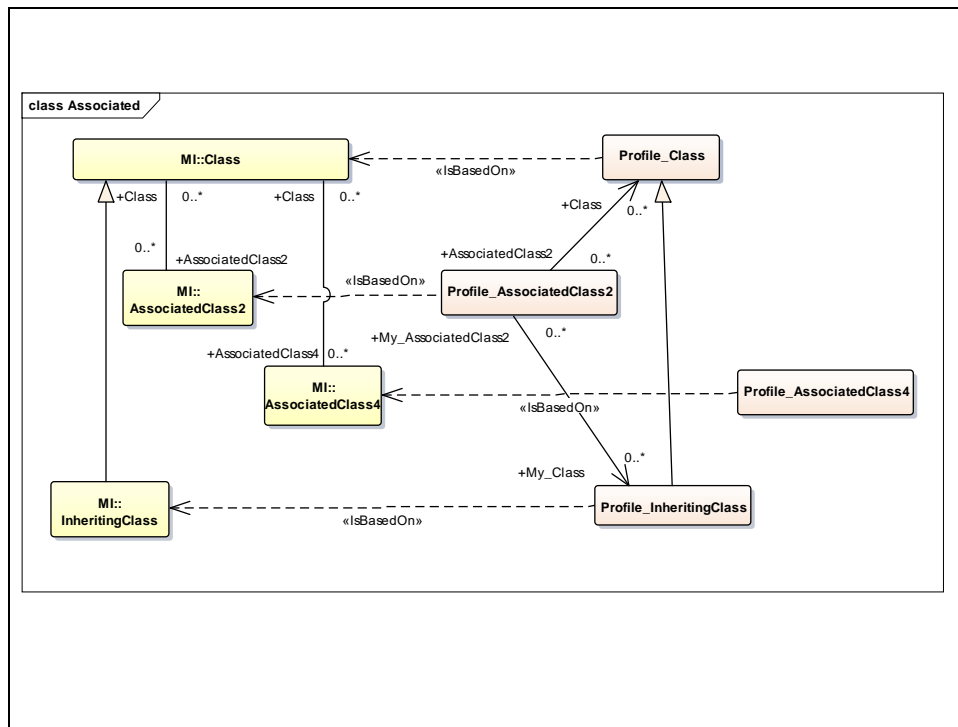 class Associated
MI::Class
Profile_Class
«IsBasedOn»
+Class
0..*
+Class
0..*
+Class
0..*
0..*
+AssociatedClass2
+AssociatedClass2
0..*
MI::
AssociatedClass2
«IsBasedOn»
Profile_AssociatedClass2
+My_AssociatedClass2
0..*
+AssociatedClass4
0..*
MI::
AssociatedClass4
«IsBasedOn»
Profile_AssociatedClass4
0..*
+My_Class
MI::
InheritingClass
«IsBasedOn»
Profile_InheritingClass